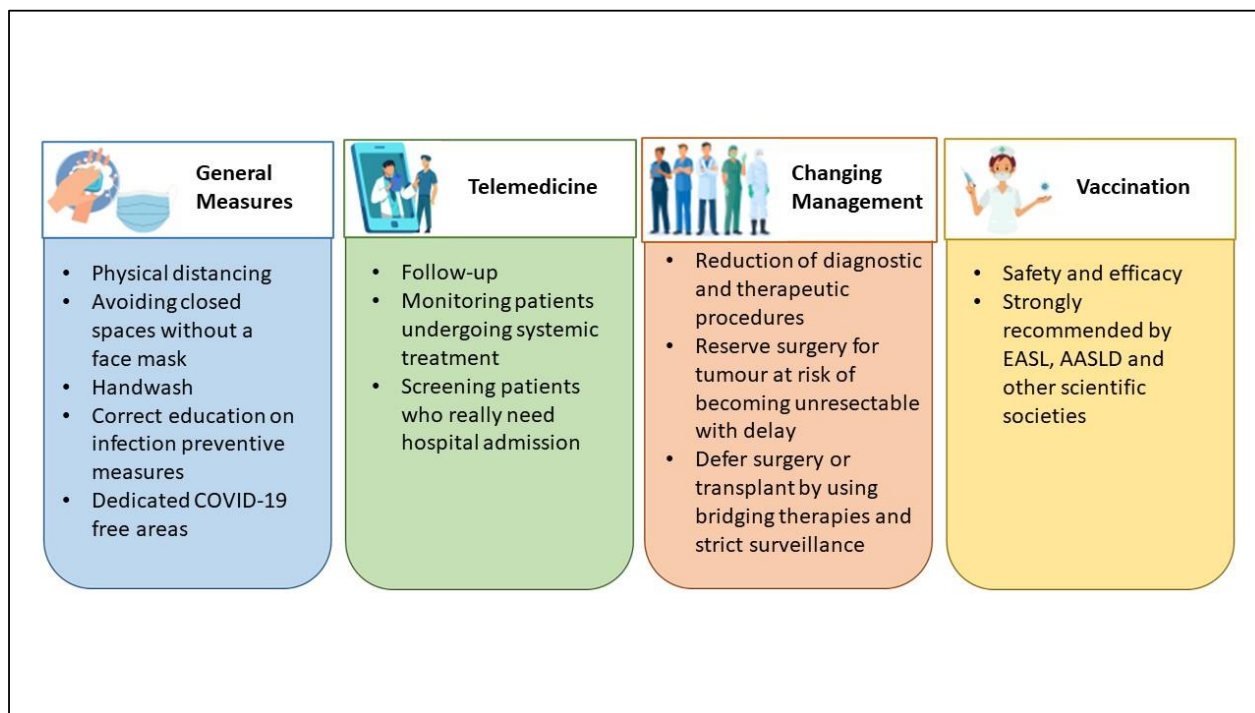 General
Measures
• Physical distancing
• Avoiding closed
spaces without a
face mask
• Handwash
• Correct education on
infection preventive
measures
• Dedicated COVID-19
free areas
Telemedicine
• Follow-up
• Monitoring patients
undergoing systemic
treatment
• Screening patients
who really need
hospital admission
Changing
Management
• Reduction of diagnostic
and therapeutic
procedures
• Reserve surgery for
tumour at risk of
becoming unresectable
with delay
• Defer surgery or
transplant by using
bridging therapies and
strict surveillance
Vaccination
• Safety and efficacy
• Strongly
recommended by
EASL, AASLD and
other scientific
societies